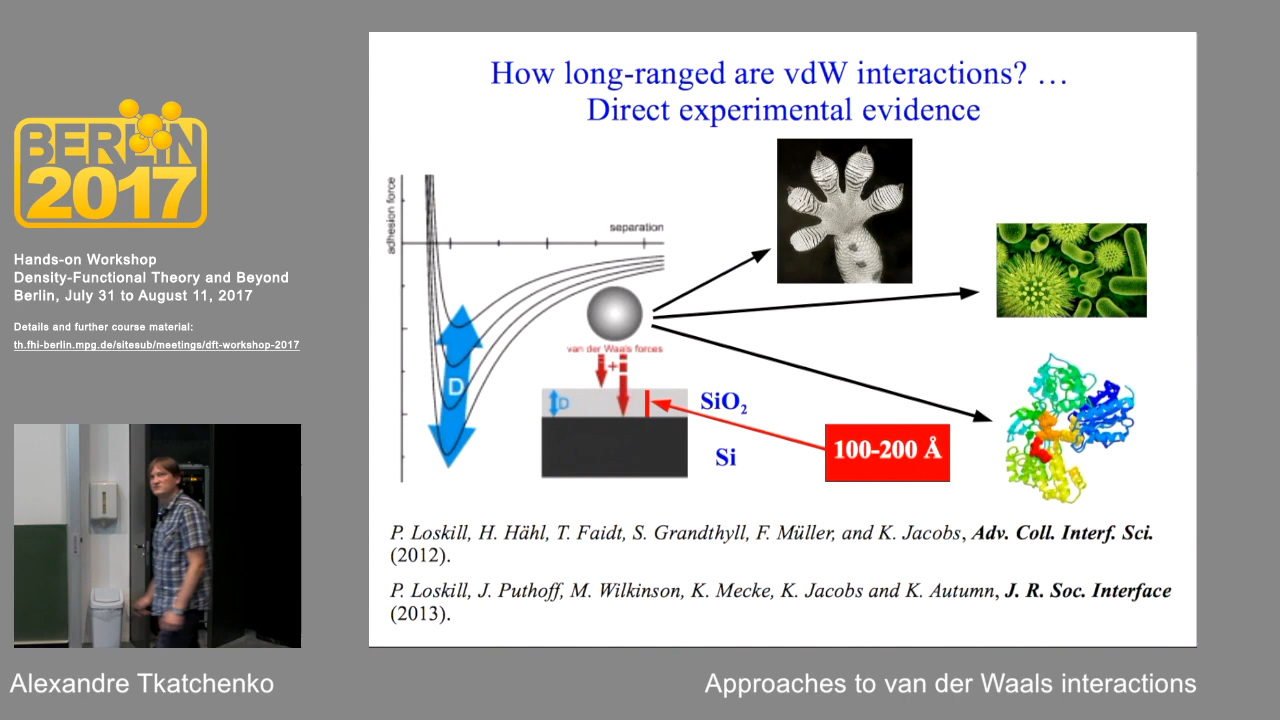 BERLIN
2017
Hands-on Workshop
Density-Functional Theory and Beyond
Berlin, July 31 to August 11, 2017
Details and further course material:
th.fhi-berlin.mpg.de/sitesub/meetings/dft-workshop-2017
How long-ranged are vdW interactions? …
Direct experimental evidence
adhesion force
separation
D
van der Waals forces
+
D
SiO₂
Si
100-200 Å
P. Loskill, H. Hähl, T. Faidt, S. Grandthyll, F. Müller, and K. Jacobs, Adv. Coll. Interf. Sci.
(2012).
P. Loskill, J. Puthoff, M. Wilkinson, K. Mecke, K. Jacobs and K. Autumn, J. R. Soc. Interface
(2013).
Alexandre Tkatchenko
Approaches to van der Waals interactions